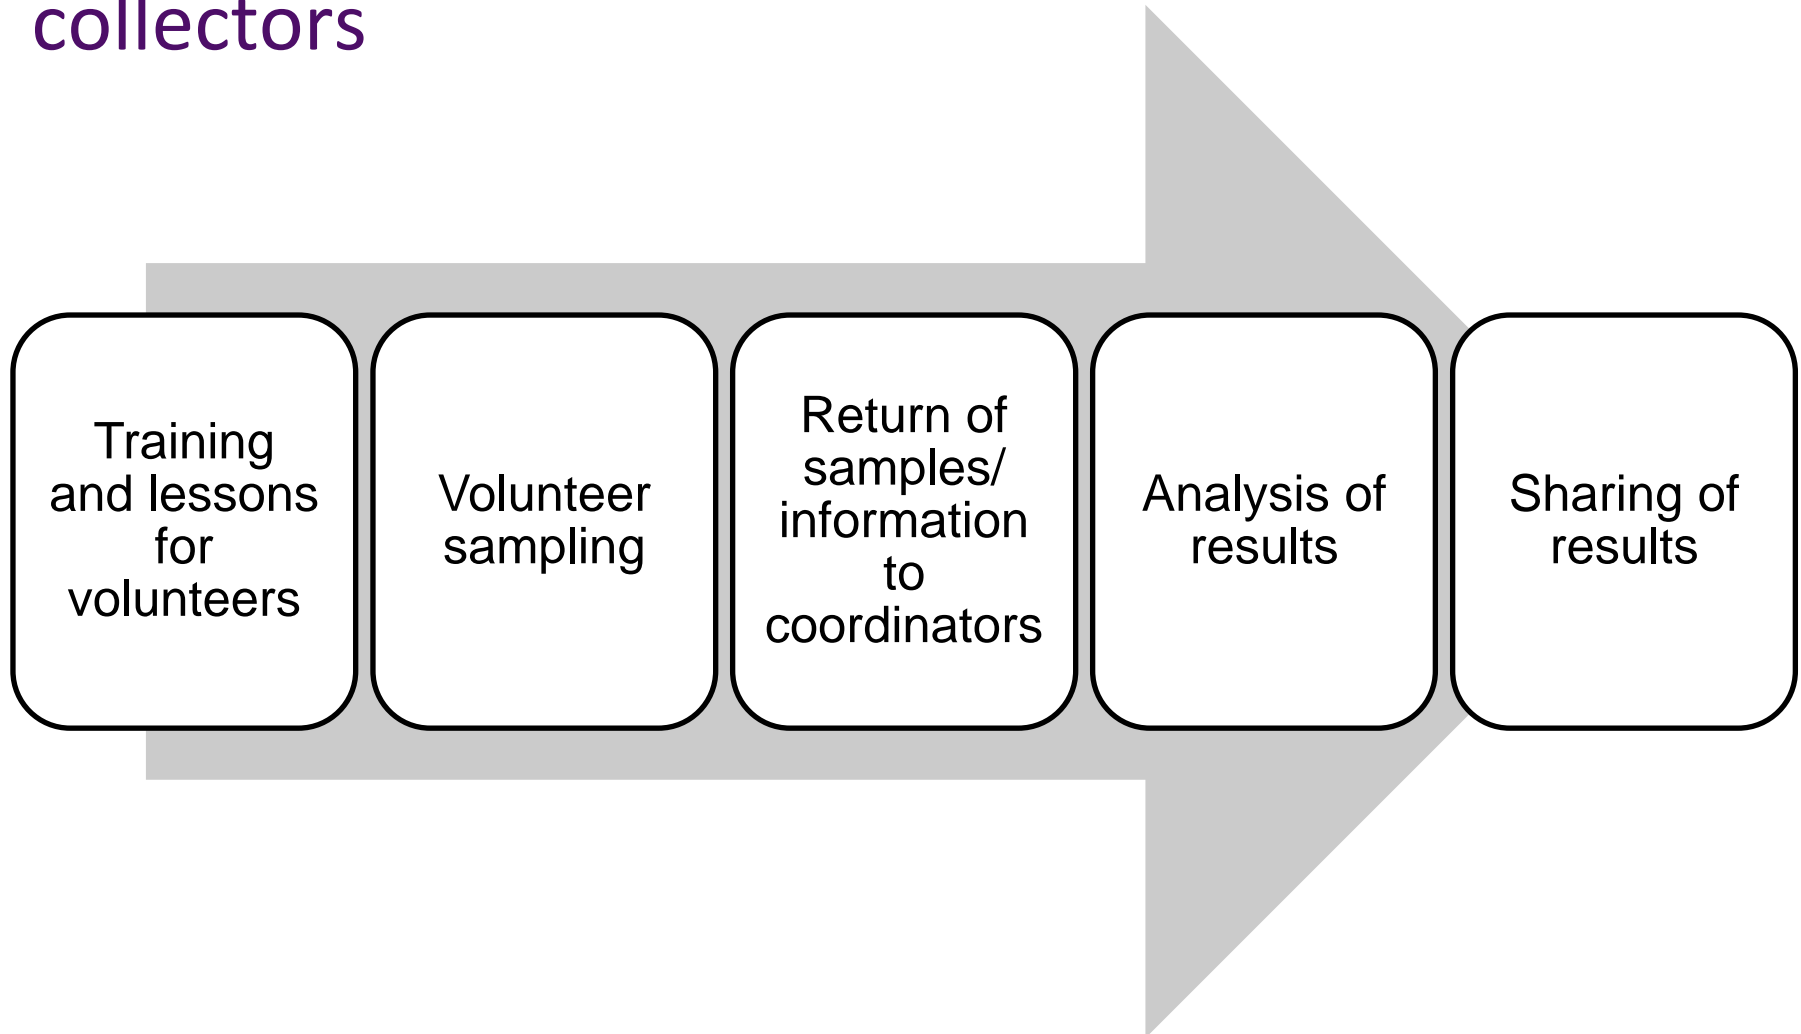 collectors
Training
and lessons
for
volunteers
Volunteer
sampling
Return of
samples/
information
to
coordinators
Analysis of
results
Sharing of
results